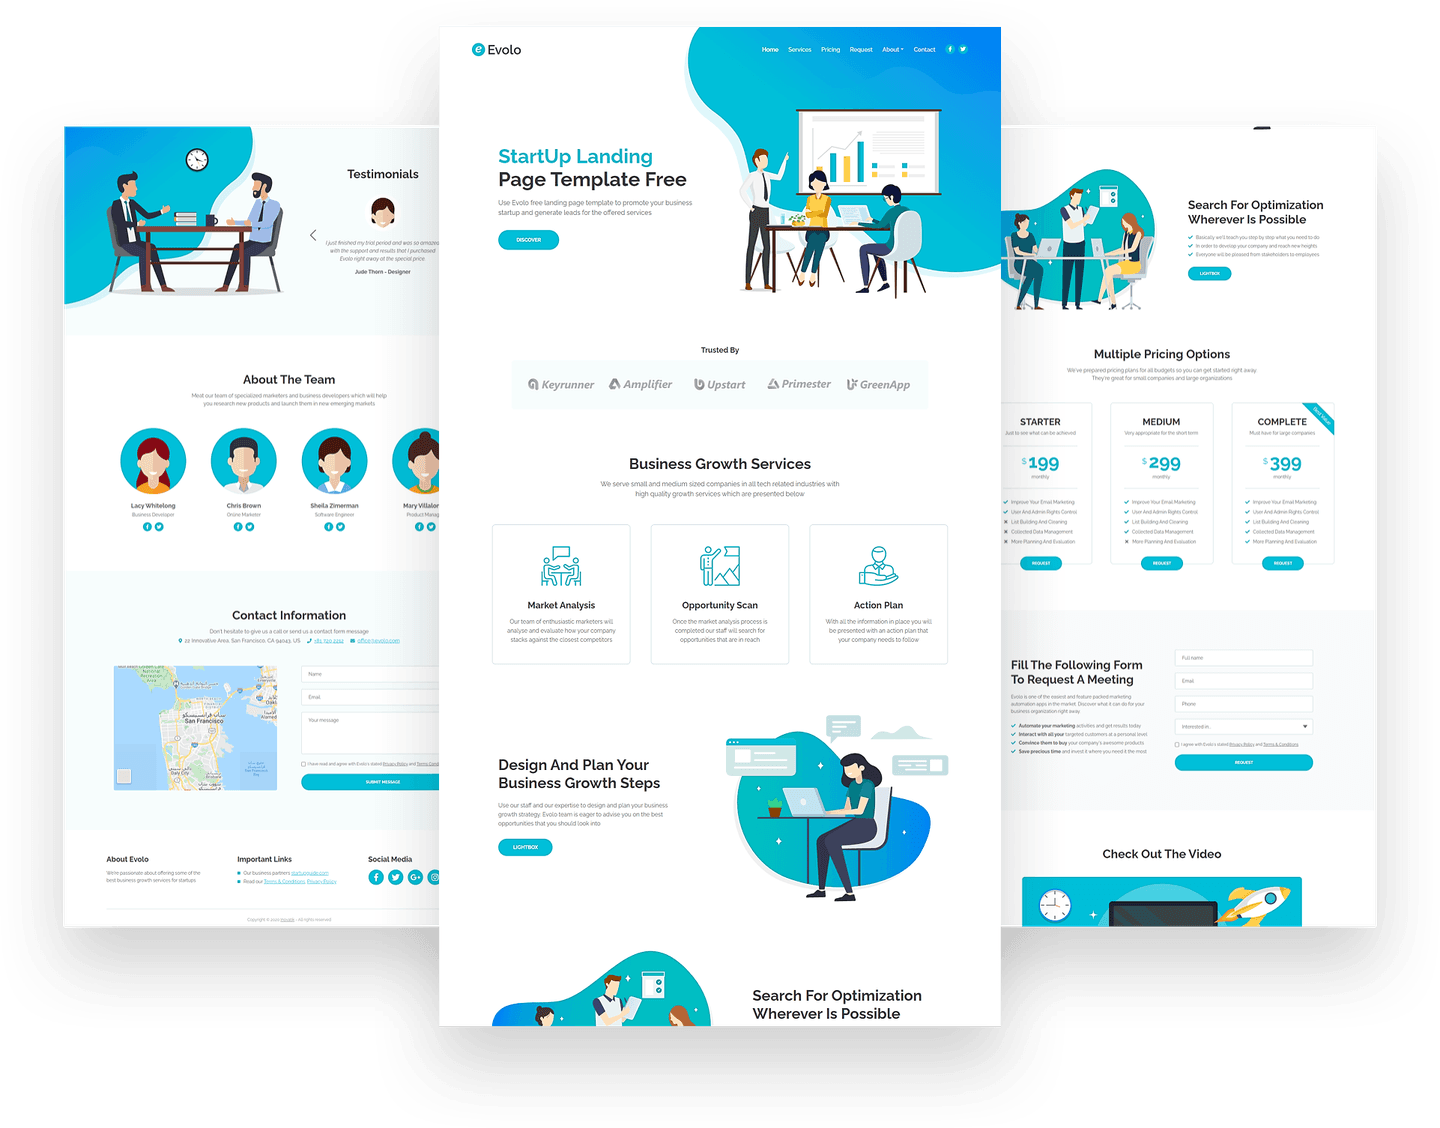 Evolo
Home Services Pricing Request About Contact
StartUp Landing
Page Template Free
Use Evolo free landing page template to promote your business
startup and generate leads for the offered services
DISCOVER
Trusted By
Keyrunner Amplifier Upstart Primester GreenApp
Business Growth Services
We serve small and medium sized companies in all tech related industries with
high quality growth services which are presented below
Market Analysis
Our team of enthusiastic marketers will
analyse and evaluate how your company
stacks against the closest competitors
Opportunity Scan
Once the market analysis process is
completed our staff will search for
opportunities that are in reach
Action Plan
With all the information in place you will
be presented with an action plan that
your company needs to follow
Design And Plan Your
Business Growth Steps
Use our staff and our expertise to design and plan your business
growth strategy. Evolo team is eager to advise you on the best
opportunities that you should look into
LIGHTBOX
Search For Optimization
Wherever Is Possible
Testimonials
I just finished my trial period and was so amazed
with the support and results that I purchased
Evolo right away at the special price.
Jude Thorn - Designer
About The Team
Meat our team of specialized marketers and business developers which will help
you research new products and launch them in new emerging markets
Lacy Whitelong
Business Developer
Chris Brown
Online Marketer
Sheila Zimerman
Software Engineer
Mary Villalon
Product Manag
Contact Information
Don't hesitate to give us a call or send us a contact form message
22 Innovative Area, San Francisco, CA 94043, US +81 720 2212 office@evolo.com
San Francisco
Daly City
Name
Email
Your message
I have read and agree with Evolo's stated Privacy Policy and Terms Condi
SUBMIT MESSAGE
About Evolo
We're passionate about offering some of the
best business growth services for startups
Important Links
Our business partners startupguide.com
Read our Terms & Conditions, Privacy Policy
Social Media
Copyright © 2020 Inovatik - All rights reserved
Search For Optimization
Wherever Is Possible
Basically we'll teach you step by step what you need to do
In order to develop your company and reach new heights
Everyone will be pleased from stakeholders to employees
LIGHTBOX
Multiple Pricing Options
We've prepared pricing plans for all budgets so you can get started right away.
They're great for small companies and large organizations
STARTER
Just to see what can be achieved
$199
monthly
Improve Your Email Marketing
User And Admin Rights Control
List Building And Cleaning
Collected Data Management
More Planning And Evaluation
REQUEST
MEDIUM
Very appropriate for the short term
$299
monthly
Improve Your Email Marketing
User And Admin Rights Control
List Building And Cleaning
Collected Data Management
More Planning And Evaluation
REQUEST
Best Value
COMPLETE
Must have for large companies
$399
monthly
Improve Your Email Marketing
User And Admin Rights Control
List Building And Cleaning
Collected Data Management
More Planning And Evaluation
REQUEST
Fill The Following Form
To Request A Meeting
Evolo is one of the easiest and feature packed marketing
automation apps in the market. Discover what it can do for your
business organization right away
Automate your marketing activities and get results today
Interact with all your targeted customers at a personal level
Convince them to buy your company's awesome products
Save precious time and invest it where you need it the most
Full name
Email
Phone
Interested in...
I agree with Evolo's stated Privacy Policy and Terms & Conditions
REQUEST
Check Out The Video